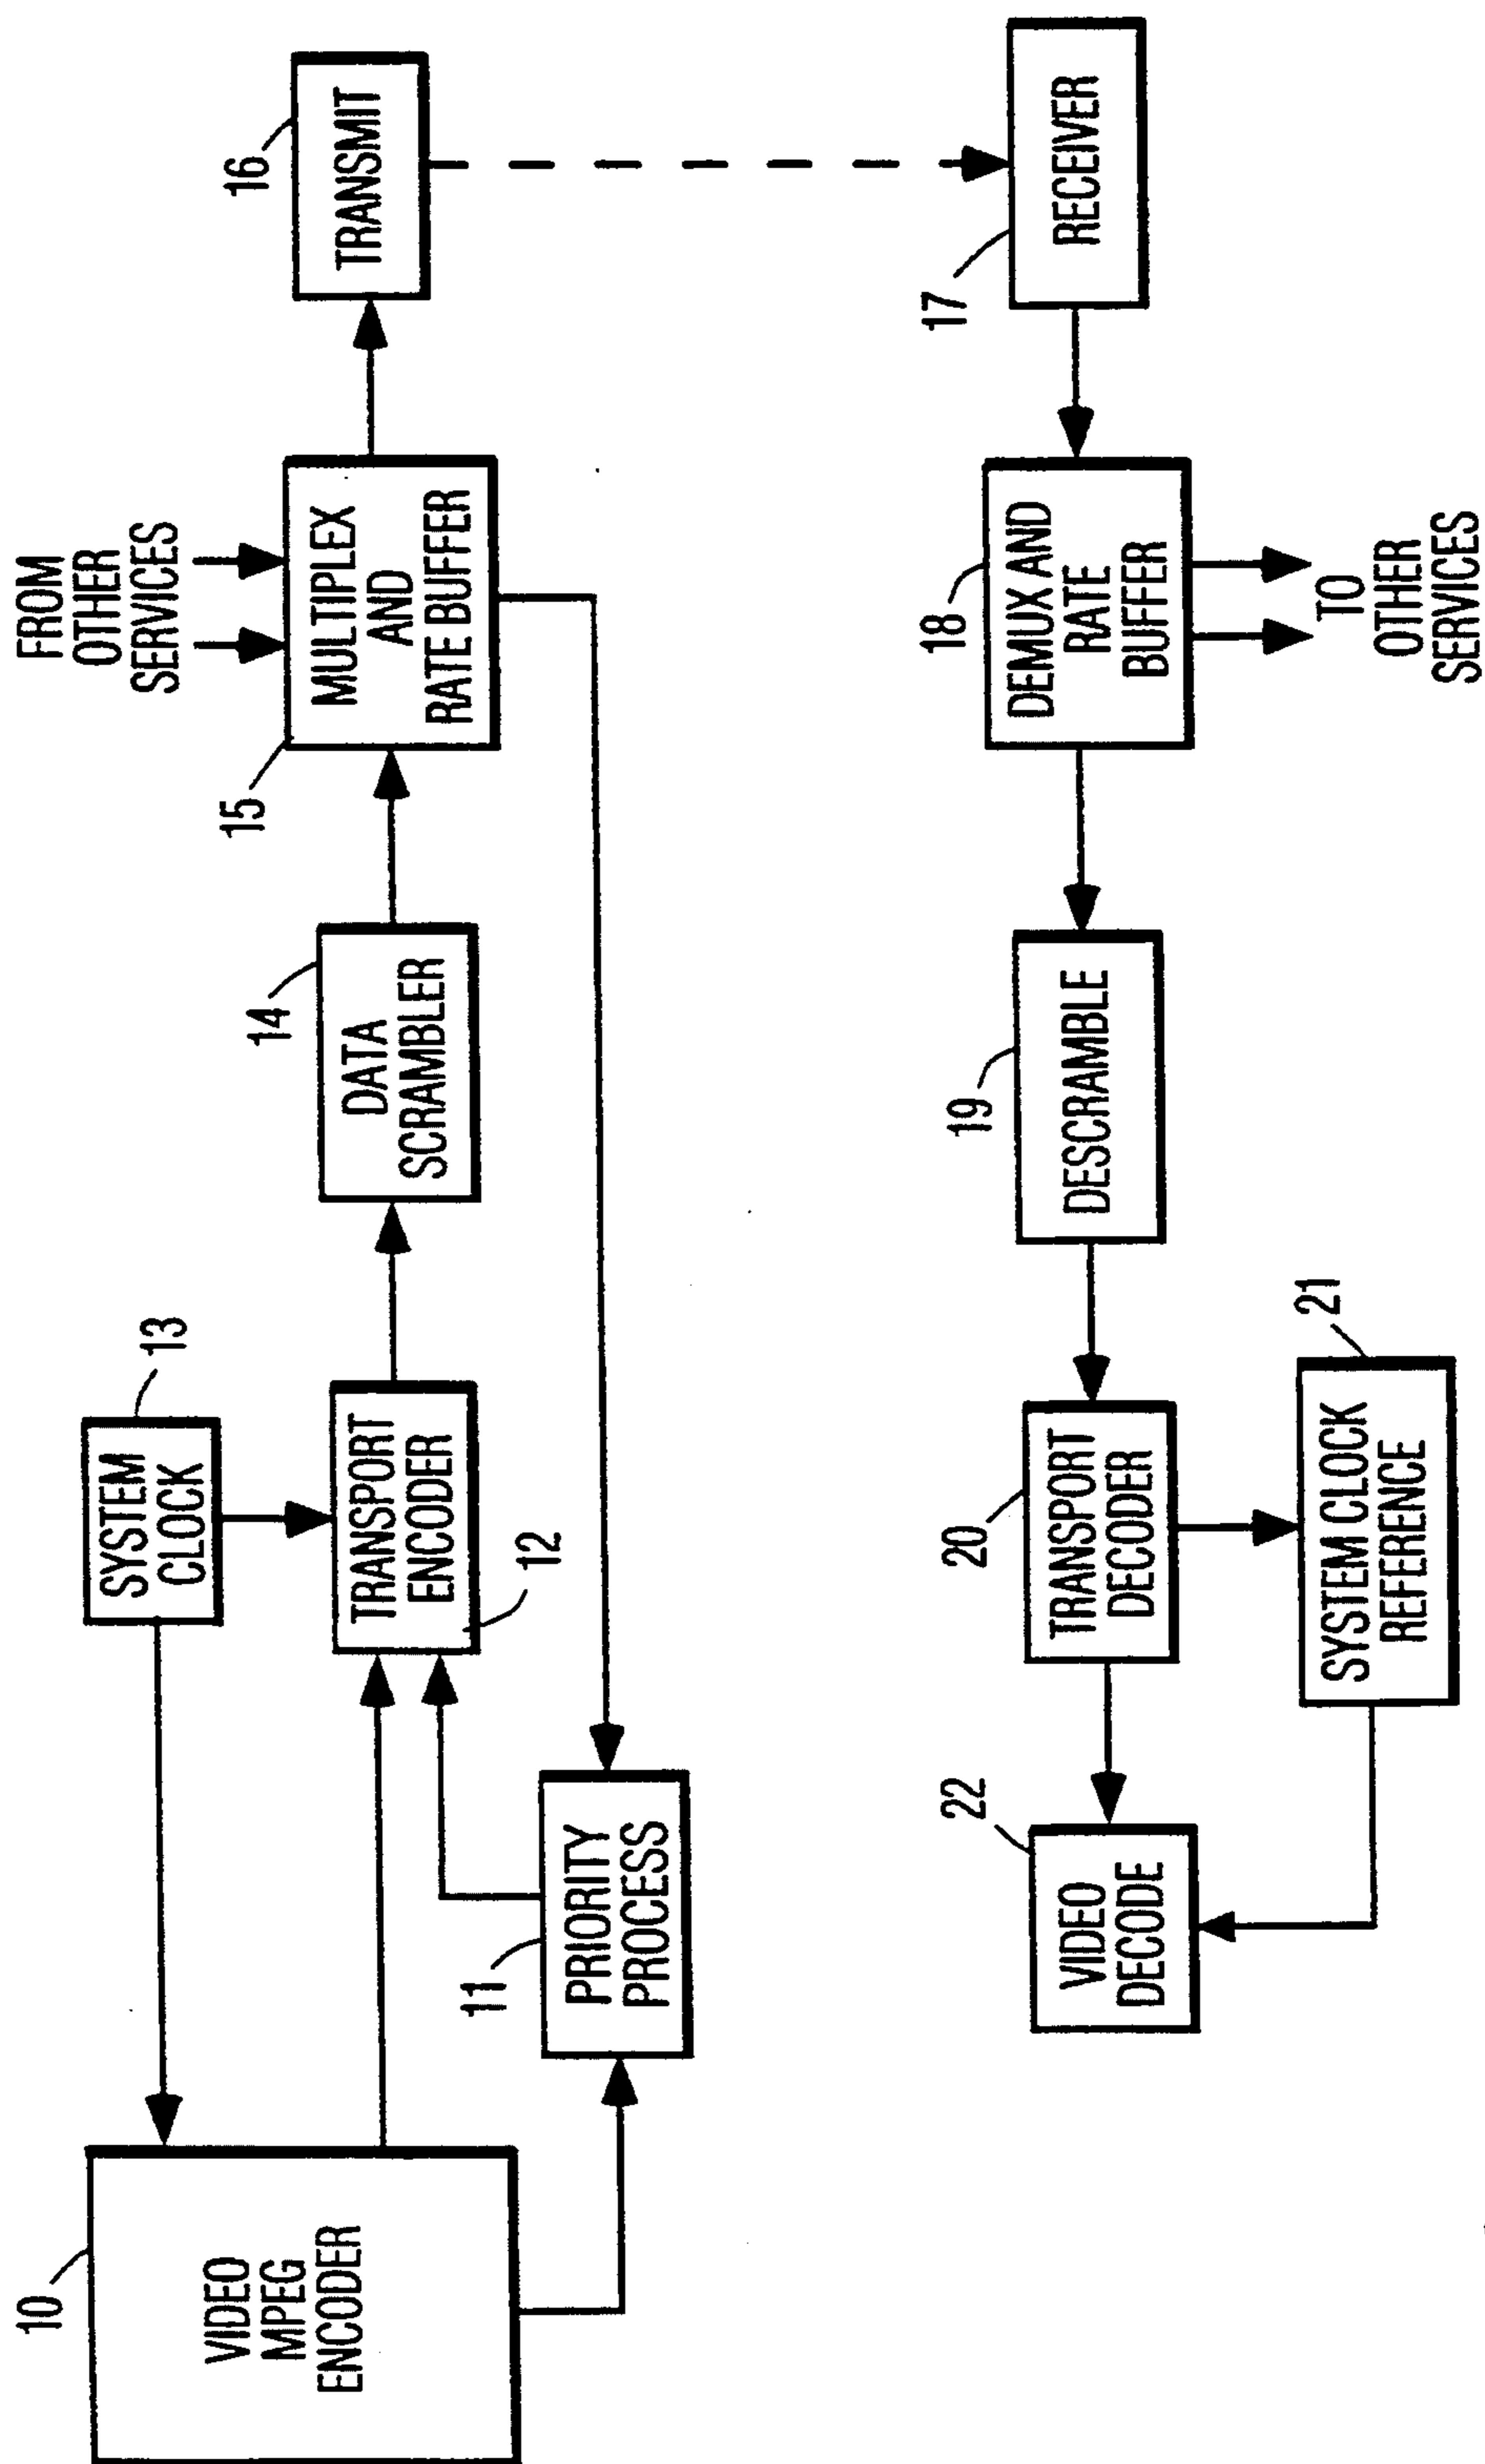 10
VIDEO
MPEG
ENCODER
11
PRIORITY
PROCESS
SYSTEM
CLOCK
13
TRANSPORT
ENCODER
12
14
DATA
SCRAMBLER
FROM
OTHER
SERVICES
15
MULTIPLEX
AND
RATE BUFFER
16
TRANSMIT
17
RECEIVER
18
DEMUX AND
RATE
BUFFER
TO
OTHER
SERVICES
19
DESCRAMBLE
20
TRANSPORT
DECODER
21
SYSTEM CLOCK
REFERENCE
22
VIDEO
DECODE